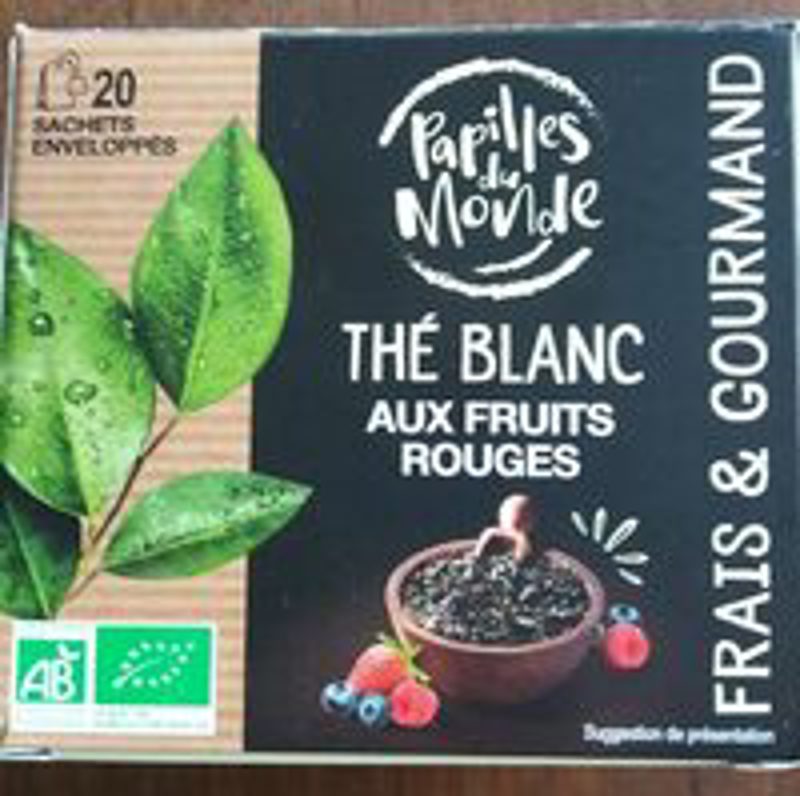 20
SACHETS
ENVELOPPÉS
Papilles
du
Monde
THÉ BLANC
AUX FRUITS
ROUGES
FRAIS & GOURMAND
AB
Suggestion de présentation